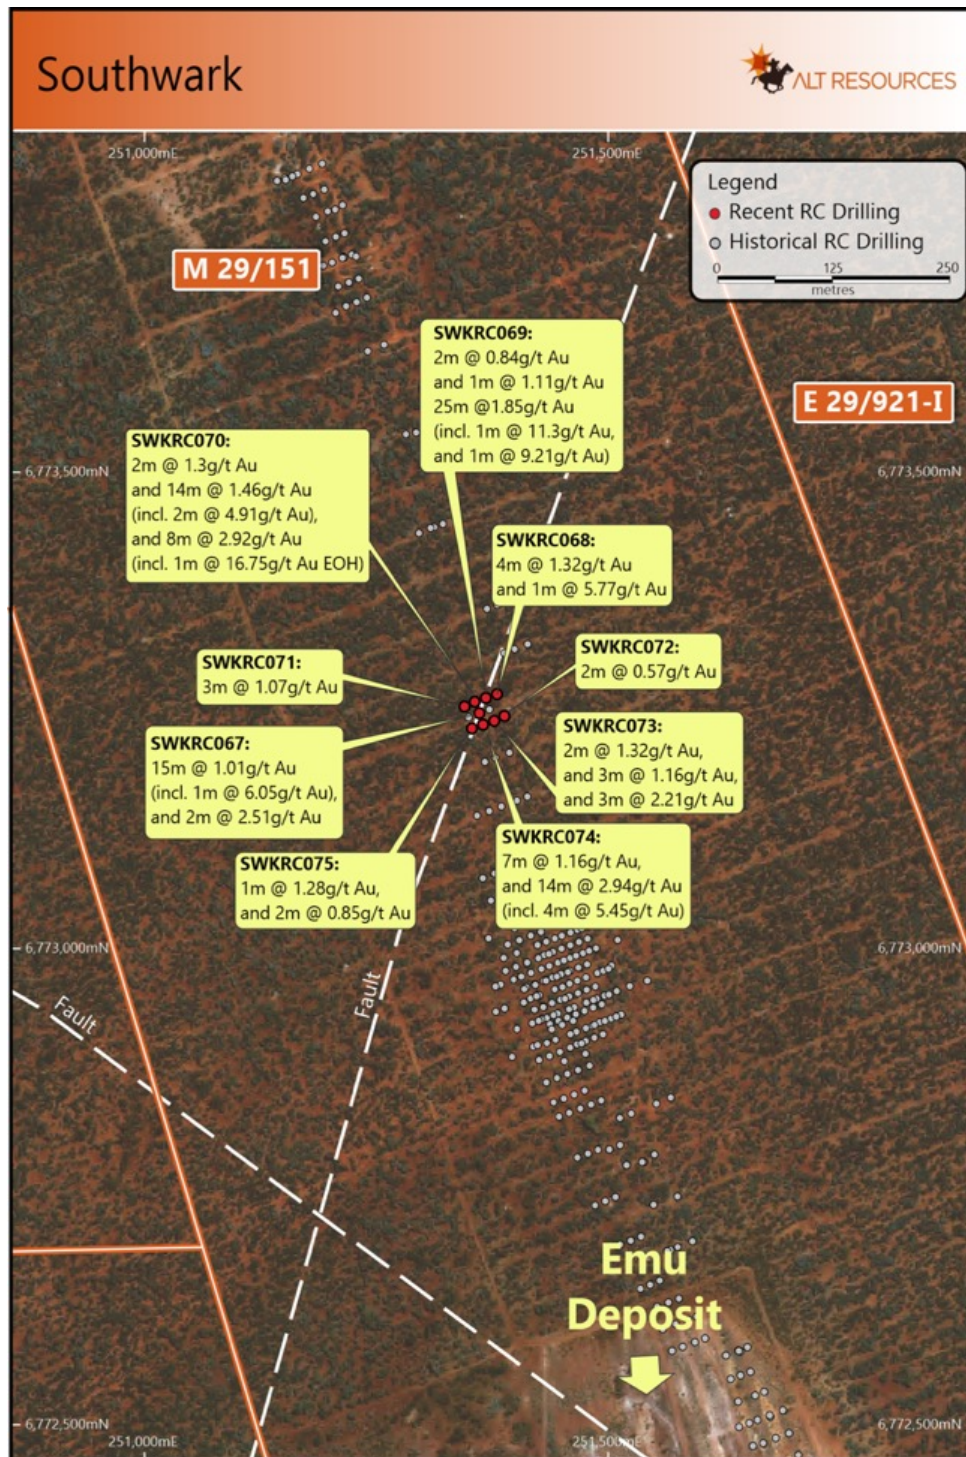 Southwark
ALT RESOURCES
251,000mE
251,500mE
Legend
Recent RC Drilling
Historical RC Drilling
0 125 250
metres
M 29/151
E 29/921-I
SWKRC069:
2m @ 0.84g/t Au
and 1m @ 1.11g/t Au
25m @1.85g/t Au
(incl. 1m @ 11.3g/t Au,
and 1m @ 9.21g/t Au)
SWKRC070:
2m @ 1.3g/t Au
and 14m @ 1.46g/t Au
(incl. 2m @ 4.91g/t Au),
and 8m @ 2.92g/t Au
(incl. 1m @ 16.75g/t Au EOH)
6,773,500mN
6,773,500mN
SWKRC068:
4m @ 1.32g/t Au
and 1m @ 5.77g/t Au
SWKRC071:
3m @ 1.07g/t Au
SWKRC072:
2m @ 0.57g/t Au
SWKRC067:
15m @ 1.01g/t Au
(incl. 1m @ 6.05g/t Au),
and 2m @ 2.51g/t Au
SWKRC073:
2m @ 1.32g/t Au,
and 3m @ 1.16g/t Au,
and 3m @ 2.21g/t Au
SWKRC075:
1m @ 1.28g/t Au,
and 2m @ 0.85g/t Au
SWKRC074:
7m @ 1.16g/t Au,
and 14m @ 2.94g/t Au
(incl. 4m @ 5.45g/t Au)
6,773,000mN
6,773,000mN
Fault
Fault
Emu
Deposit
6,772,500mN
6,772,500mN
251,000mE
251,500mE